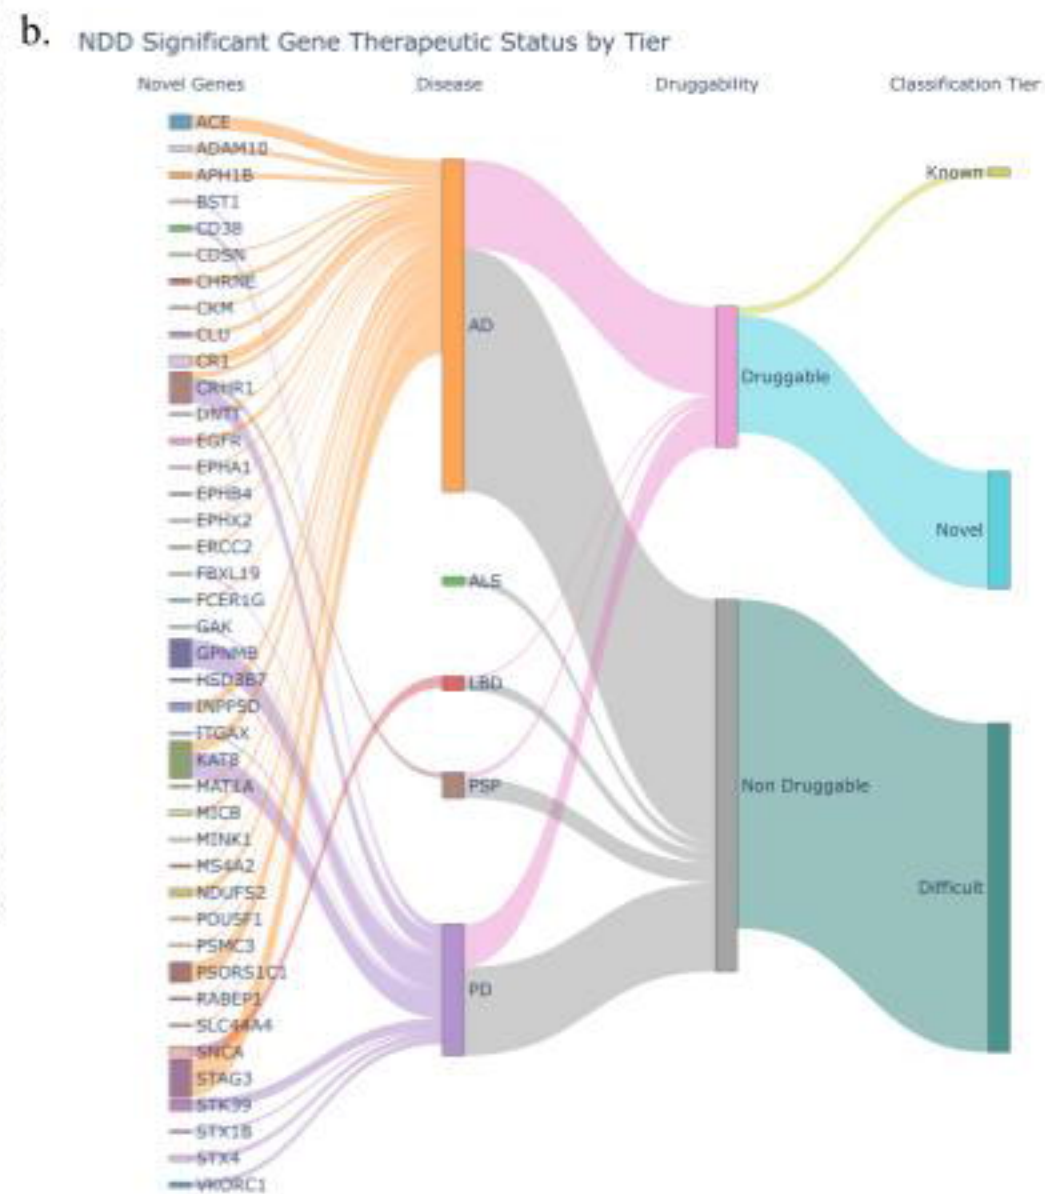 b.
NDD Significant Gene Therapeutic Status by Tier
Novel Genes Disease Druggability Classification Tier
ACE
ADAM10
APH1B
BST1
CD38
CDSN
CHRNE
CKM
CLU
CR1
CRHR1
DNTT
EGFR
EPHA1
EPHB4
EPHX2
ERCC2
FBXL19
FCER1G
GAK
GPNMB
HSD3B7
INPP5D
ITGAX
KAT8
MAT1A
MICB
MINK1
MS4A2
NDUFS2
POU5F1
PSMC3
PSORS1C1
RABEP1
SLC44A4
SNCA
STAG3
STK39
STX1B
STX4
VKORC1
AD
ALS
LBD
PSP
PD
Druggable
Non Druggable
Known
Novel
Difficult